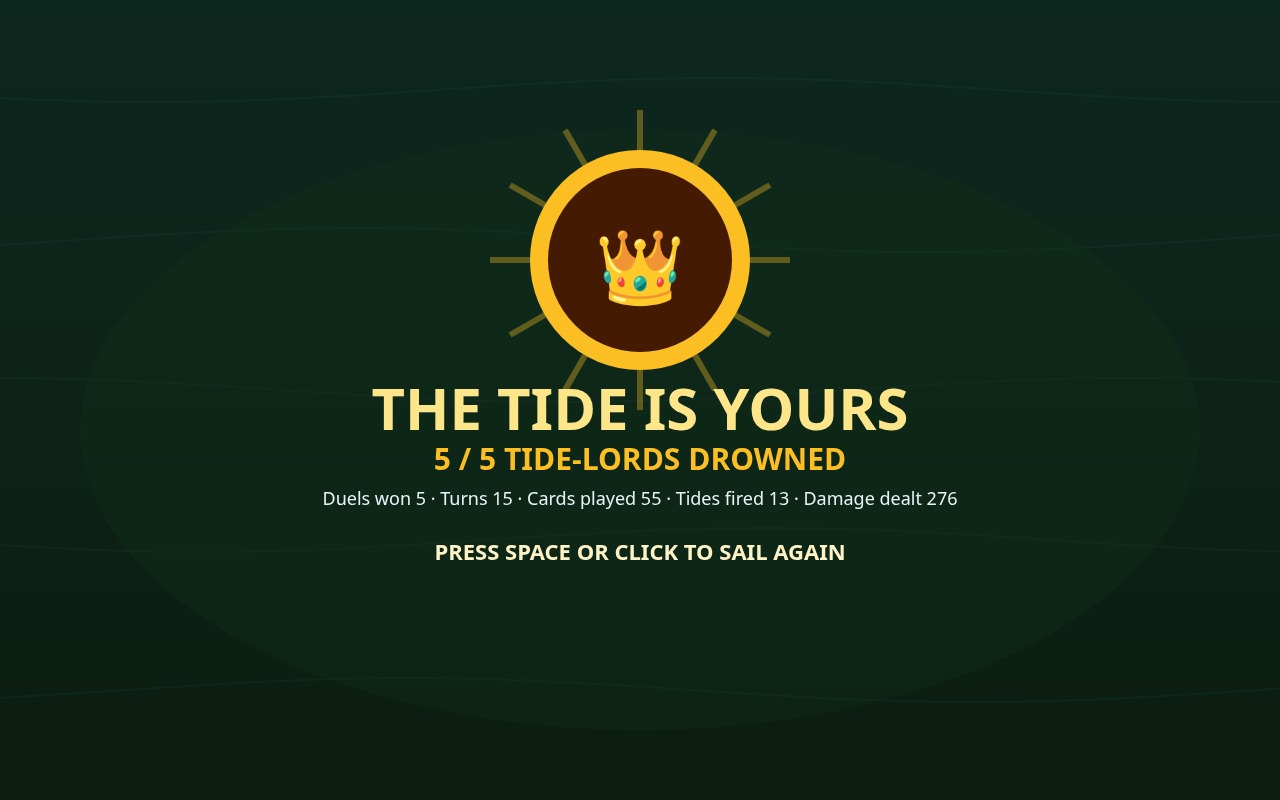 THE TIDE IS YOURS
5 / 5 TIDE-LORDS DROWNED
Duels won 5 · Turns 15 · Cards played 55 · Tides fired 13 · Damage dealt 276
PRESS SPACE OR CLICK TO SAIL AGAIN